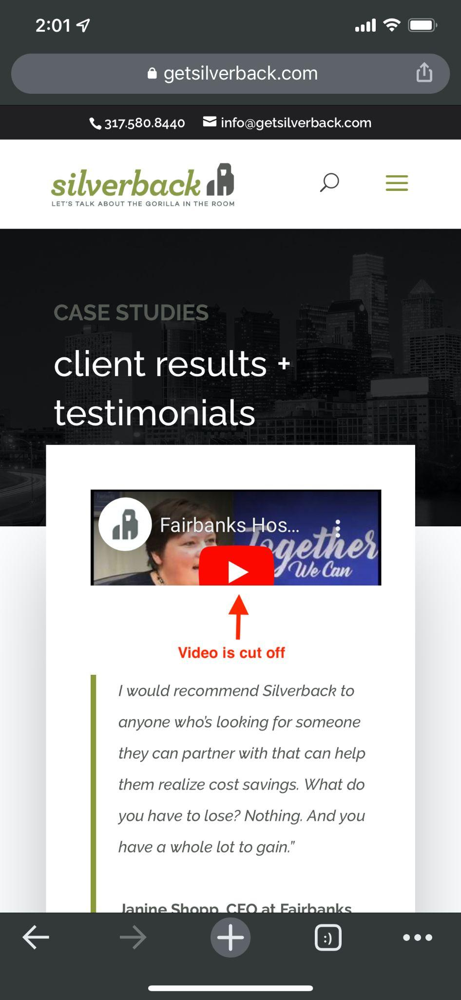 2:01
getsilverback.com
317.580.8440 info@getsilverback.com
silverback
LET'S TALK ABOUT THE GORILLA IN THE ROOM
CASE STUDIES
client results +
testimonials
Fairbanks Hos...
Together
We Can
Video is cut off
I would recommend Silverback to
anyone who's looking for someone
they can partner with that can help
them realize cost savings. What do
you have to lose? Nothing. And you
have a whole lot to gain."
Janine Shopp, CEO at Fairbanks
:)